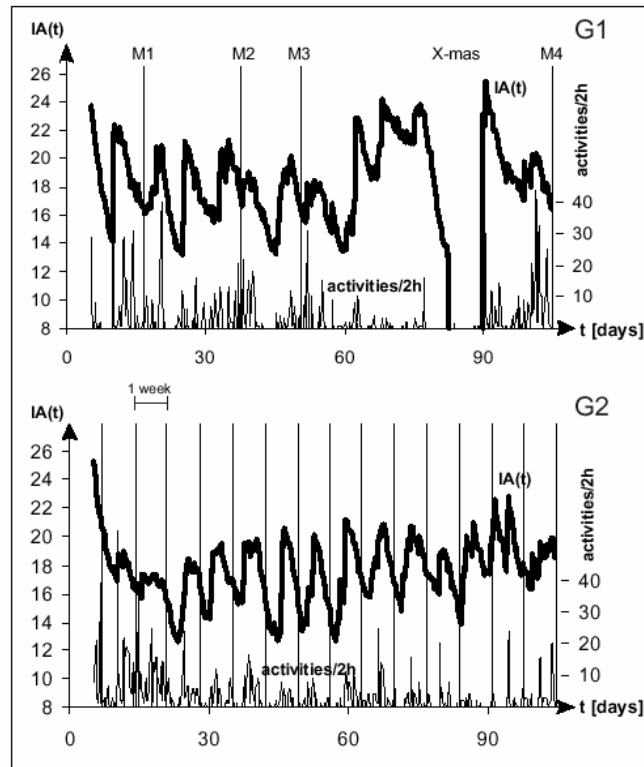 IA(t) M1 M2 M3 X-mas M4 G1
26
24
22
20
18
16
14
12
10
8
IA(t)
activities/2h
40
30
20
10
activities/2h
0 30 60 90 t [days]
IA(t) 1 week G2
26
24
22
20
18
16
14
12
10
8
IA(t)
activities/2h
40
30
20
10
activities/2h
0 30 60 90 t [days]